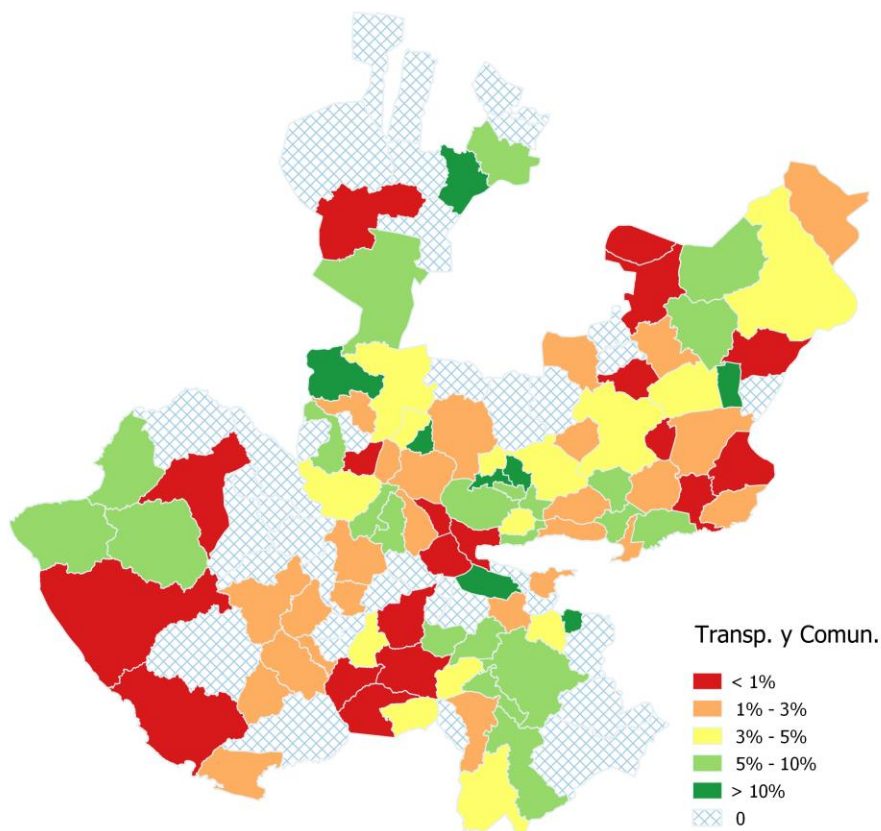 Transp. y Comun.
< 1%
1% - 3%
3% - 5%
5% - 10%
> 10%
0